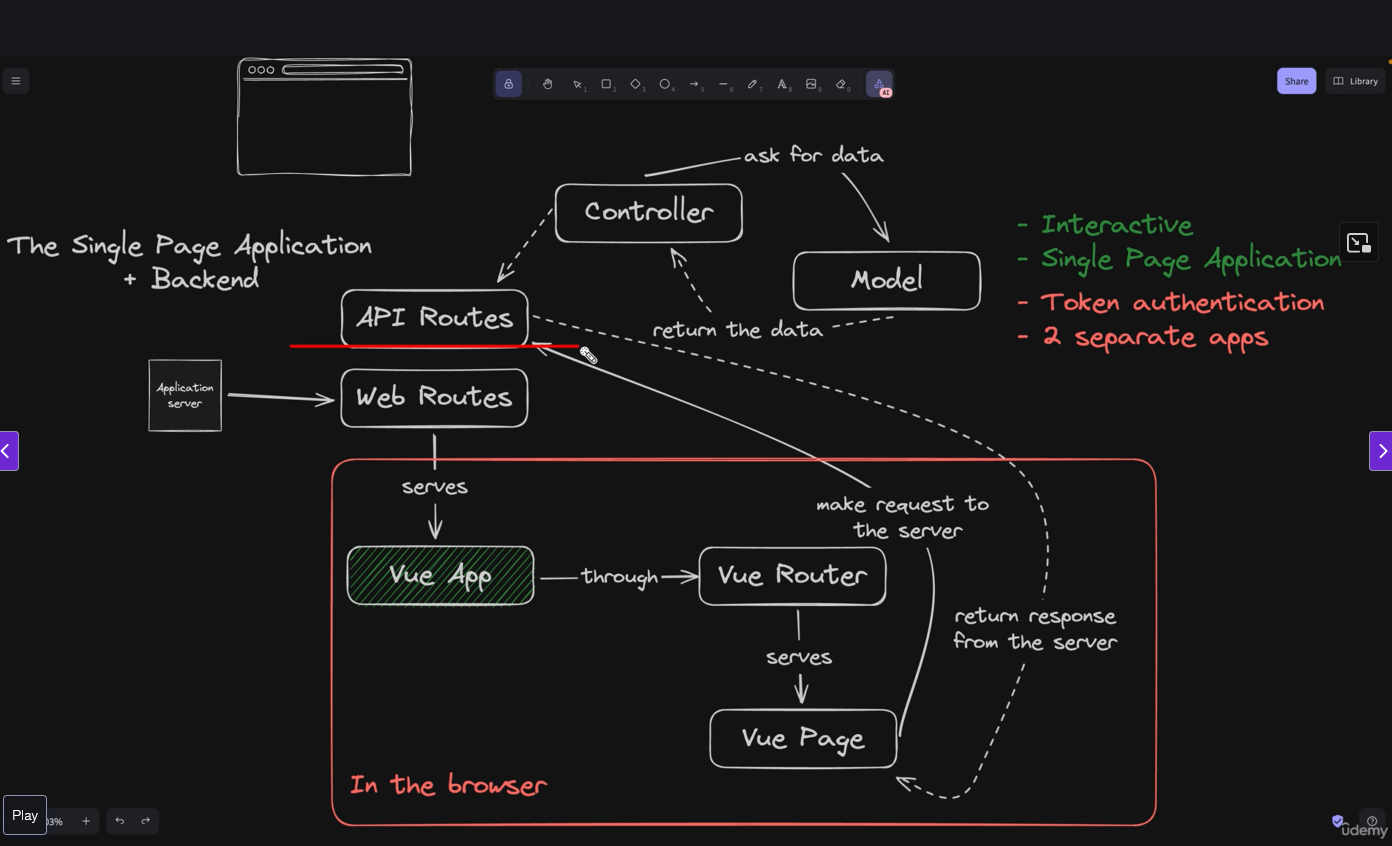 Share
Library
ask for data
Controller
- Interactive
The Single Page Application
+ Backend
- Single Page Application
Model
- Token authentication
API Routes
return the data
- 2 separate apps
Application
server
Web Routes
serves
make request to
the server
Vue App
through
Vue Router
return response
from the server
serves
Vue Page
In the browser
Play
03%
udemy